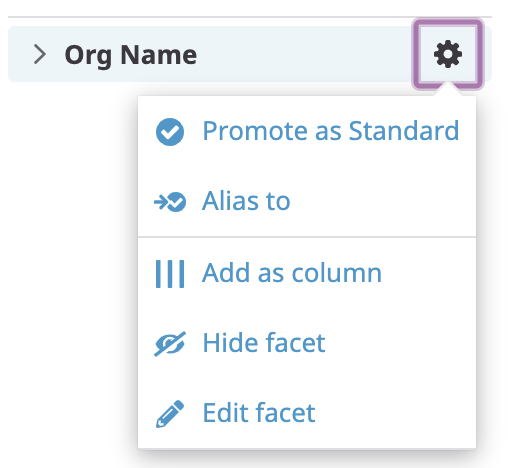 Org Name
Promote as Standard
Alias to
Add as column
Hide facet
Edit facet